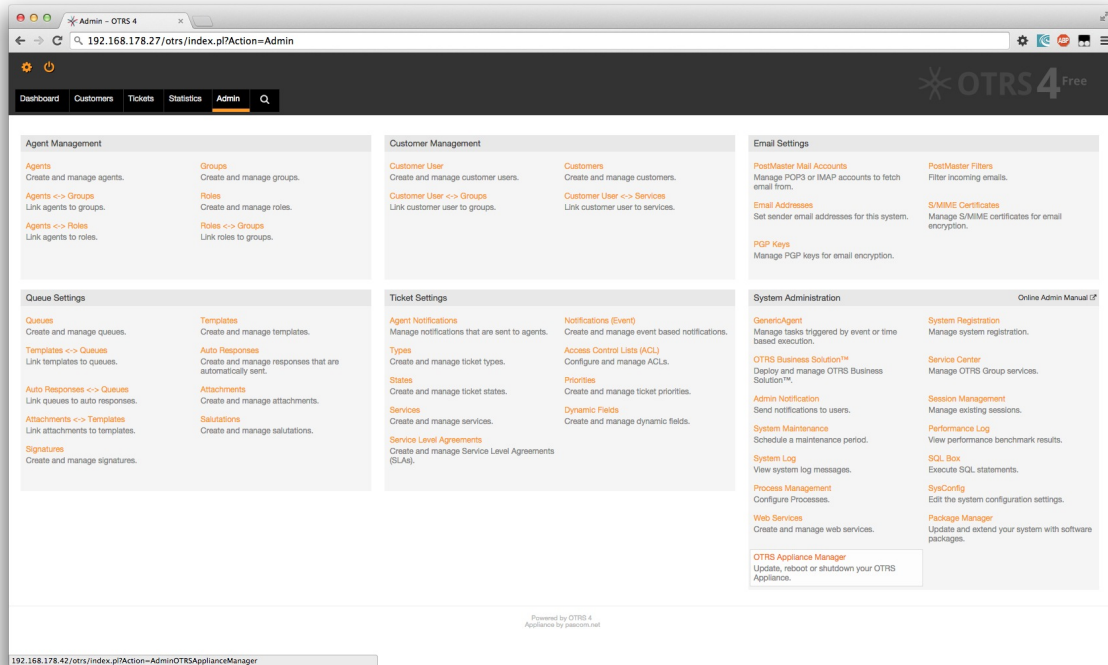 Admin - OTRS 4
192.168.178.27/otrs/index.pl?Action=Admin
ABP
OTRS 4 Free
Dashboard Customers Tickets Statistics Admin
Agent Management
Agents
Create and manage agents.
Groups
Create and manage groups.
Agents <-> Groups
Link agents to groups.
Roles
Create and manage roles.
Agents <-> Roles
Link agents to roles.
Roles <-> Groups
Link roles to groups.
Customer Management
Customer User
Create and manage customer users.
Customers
Create and manage customers.
Customer User <-> Groups
Link customer user to groups.
Customer User <-> Services
Link customer user to services.
Email Settings
PostMaster Mail Accounts
Manage POP3 or IMAP accounts to fetch
email from.
PostMaster Filters
Filter incoming emails.
Email Addresses
Set sender email addresses for this system.
S/MIME Certificates
Manage S/MIME certificates for email
encryption.
PGP Keys
Manage PGP keys for email encryption.
Queue Settings
Queues
Create and manage queues.
Templates
Create and manage templates.
Templates <-> Queues
Link templates to queues.
Auto Responses
Create and manage responses that are
automatically sent.
Auto Responses <-> Queues
Link queues to auto responses.
Attachments
Create and manage attachments.
Attachments <-> Templates
Link attachments to templates.
Salutations
Create and manage salutations.
Signatures
Create and manage signatures.
Ticket Settings
Agent Notifications
Manage notifications that are sent to agents.
Notifications (Event)
Create and manage event based notifications.
Types
Create and manage ticket types.
Access Control Lists (ACL)
Configure and manage ACLs.
States
Create and manage ticket states.
Priorities
Create and manage ticket priorities.
Services
Create and manage services.
Dynamic Fields
Create and manage dynamic fields.
Service Level Agreements
Create and manage Service Level Agreements
(SLAs).
System Administration
Online Admin Manual
GenericAgent
Manage tasks triggered by event or time
based execution.
System Registration
Manage system registration.
OTRS Business Solution™
Deploy and manage OTRS Business
Solution™.
Service Center
Manage OTRS Group services.
Admin Notification
Send notifications to users.
Session Management
Manage existing sessions.
System Maintenance
Schedule a maintenance period.
Performance Log
View performance benchmark results.
System Log
View system log messages.
SQL Box
Execute SQL statements.
Process Management
Configure Processes.
SysConfig
Edit the system configuration settings.
Web Services
Create and manage web services.
Package Manager
Update and extend your system with software
packages.
OTRS Appliance Manager
Update, reboot or shutdown your OTRS
Appliance.
Powered by OTRS 4
Appliance by pascom.net
192.168.178.42/otrs/index.pl?Action=AdminOTRSApplianceManager